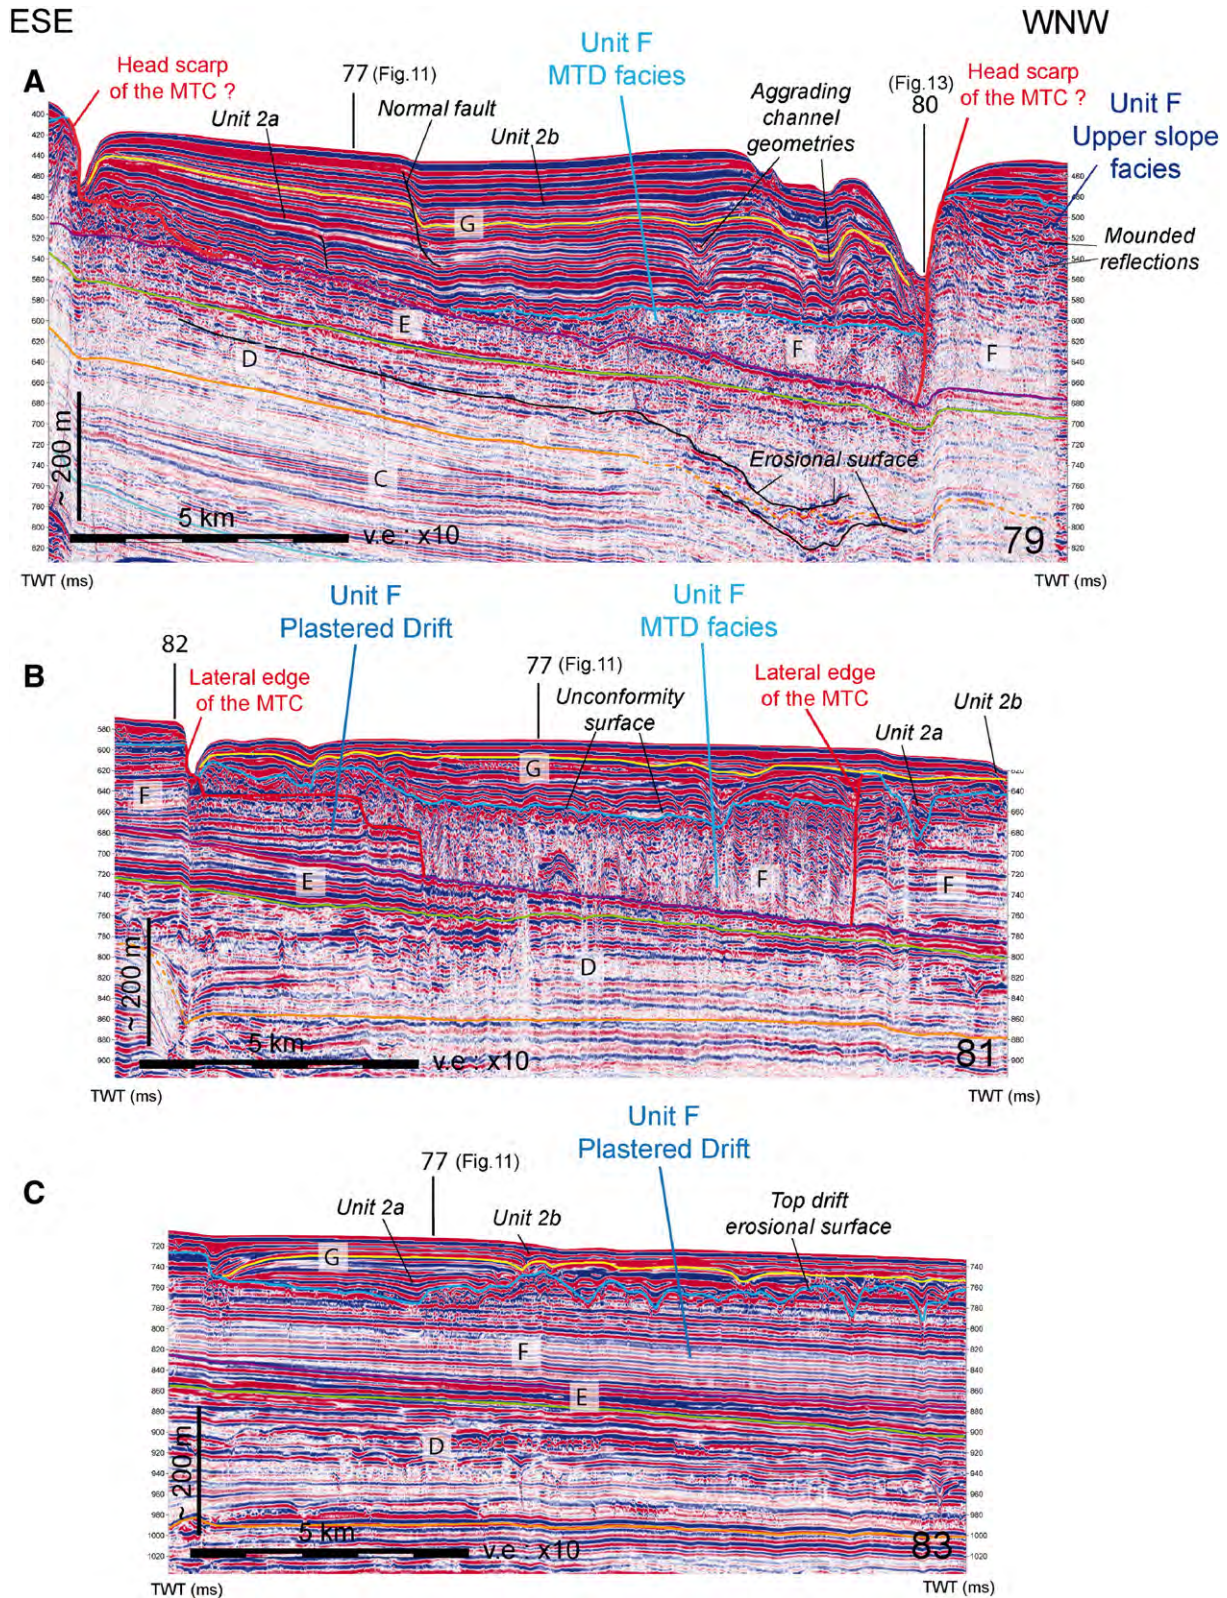 ESE
WNW
A
Head scarp
of the MTC ?
77 (Fig.11)
Normal fault
Unit 2a
Unit 2b
Unit F
MTD facies
Aggrading
channel
geometries
(Fig.13)
80
Head scarp
of the MTC ?
Unit F
Upper slope
facies
Mounded
reflections
G
E
D
F
F
C
Erosional surface
~ 200 m
5 km
v.e : x10
79
TWT (ms)
TWT (ms)
B
82
Lateral edge
of the MTC
Unit F
Plastered Drift
77 (Fig.11)
Unconformity
surface
Unit F
MTD facies
Lateral edge
of the MTC
Unit 2a
Unit 2b
F
G
E
F
F
D
~ 200 m
5 km
v.e : x10
81
TWT (ms)
TWT (ms)
C
77 (Fig.11)
Unit 2a
Unit 2b
Unit F
Plastered Drift
Top drift
erosional surface
G
F
E
D
~ 200 m
5 km
v.e : x10
83
TWT (ms)
TWT (ms)